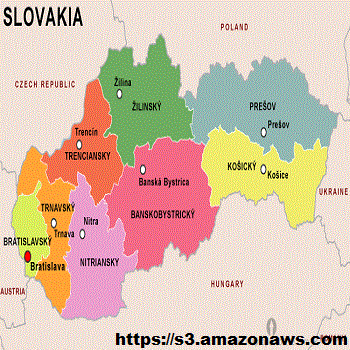 SLOVAKIA
POLAND
CZECH REPUBLIC
Žilina
ŽILINSKÝ
PREŠOV
Prešov
Trencín
TRENCIANSKY
KOŠICKÝ
Košice
Banská Bystrica
UKRAINE
TRNAVSKÝ
Nitra
BANSKOBYSTRICKÝ
Trnava
BRATISLAVSKÝ
NITRIANSKY
Bratislava
AUSTRIA
HUNGARY
https://s3.amazonaws.com